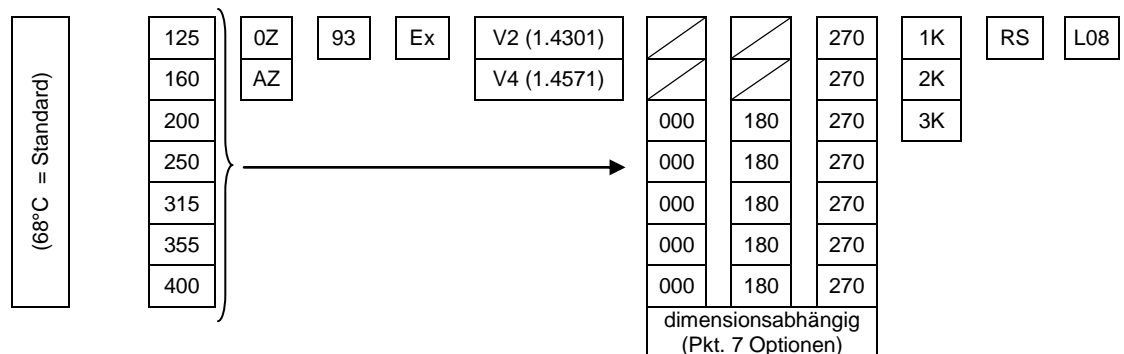 (68°C = Standard)
125 0Z 93 Ex V2 (1.4301) 270 1K RS L08
160 AZ V4 (1.4571) 270 2K
200 000 180 270 3K
250 000 180 270
315 000 180 270
355 000 180 270
400 000 180 270
dimensionsabhängig
(Pkt. 7 Optionen)